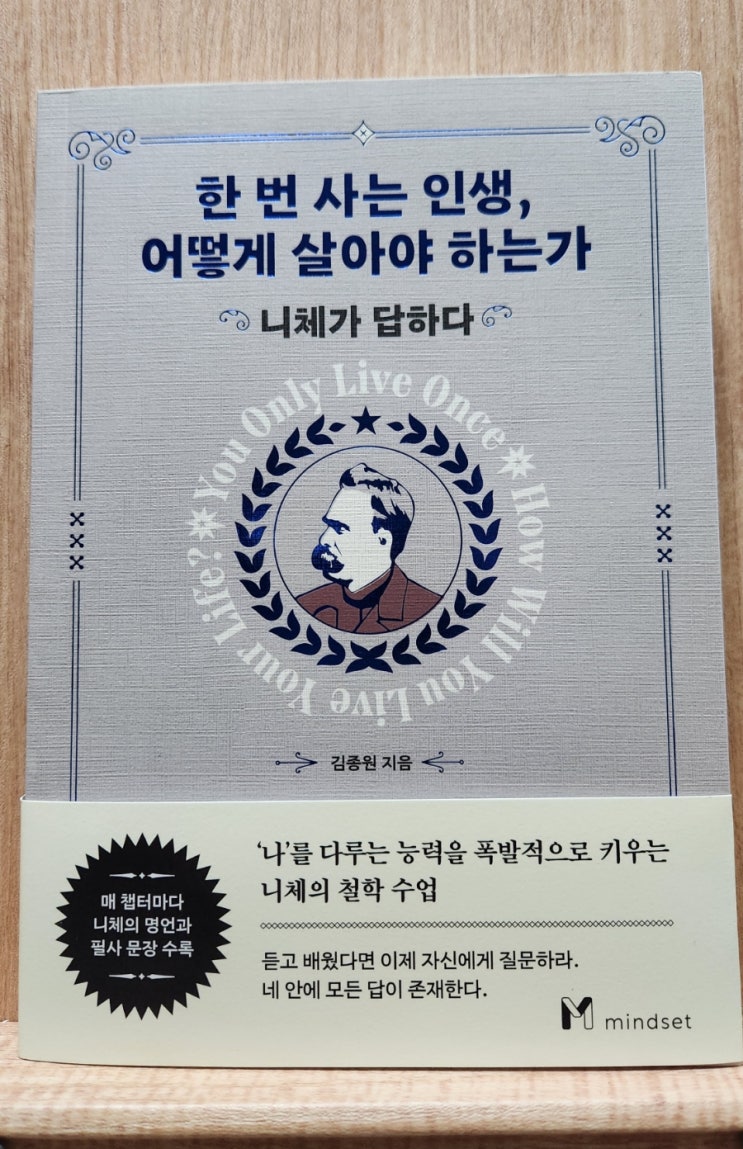 한 번 사는 인생,
어떻게 살아야 하는가
니체가 답하다
You Only Live Once
How Will You Live Your Life?
김종원 지음
매 챕터마다
니체의 명언과
필사 문장 수록
‘나’를 다루는 능력을 폭발적으로 키우는
니체의 철학 수업
듣고 배웠다면 이제 자신에게 질문하라.
네 안에 모든 답이 존재한다.
M mindset